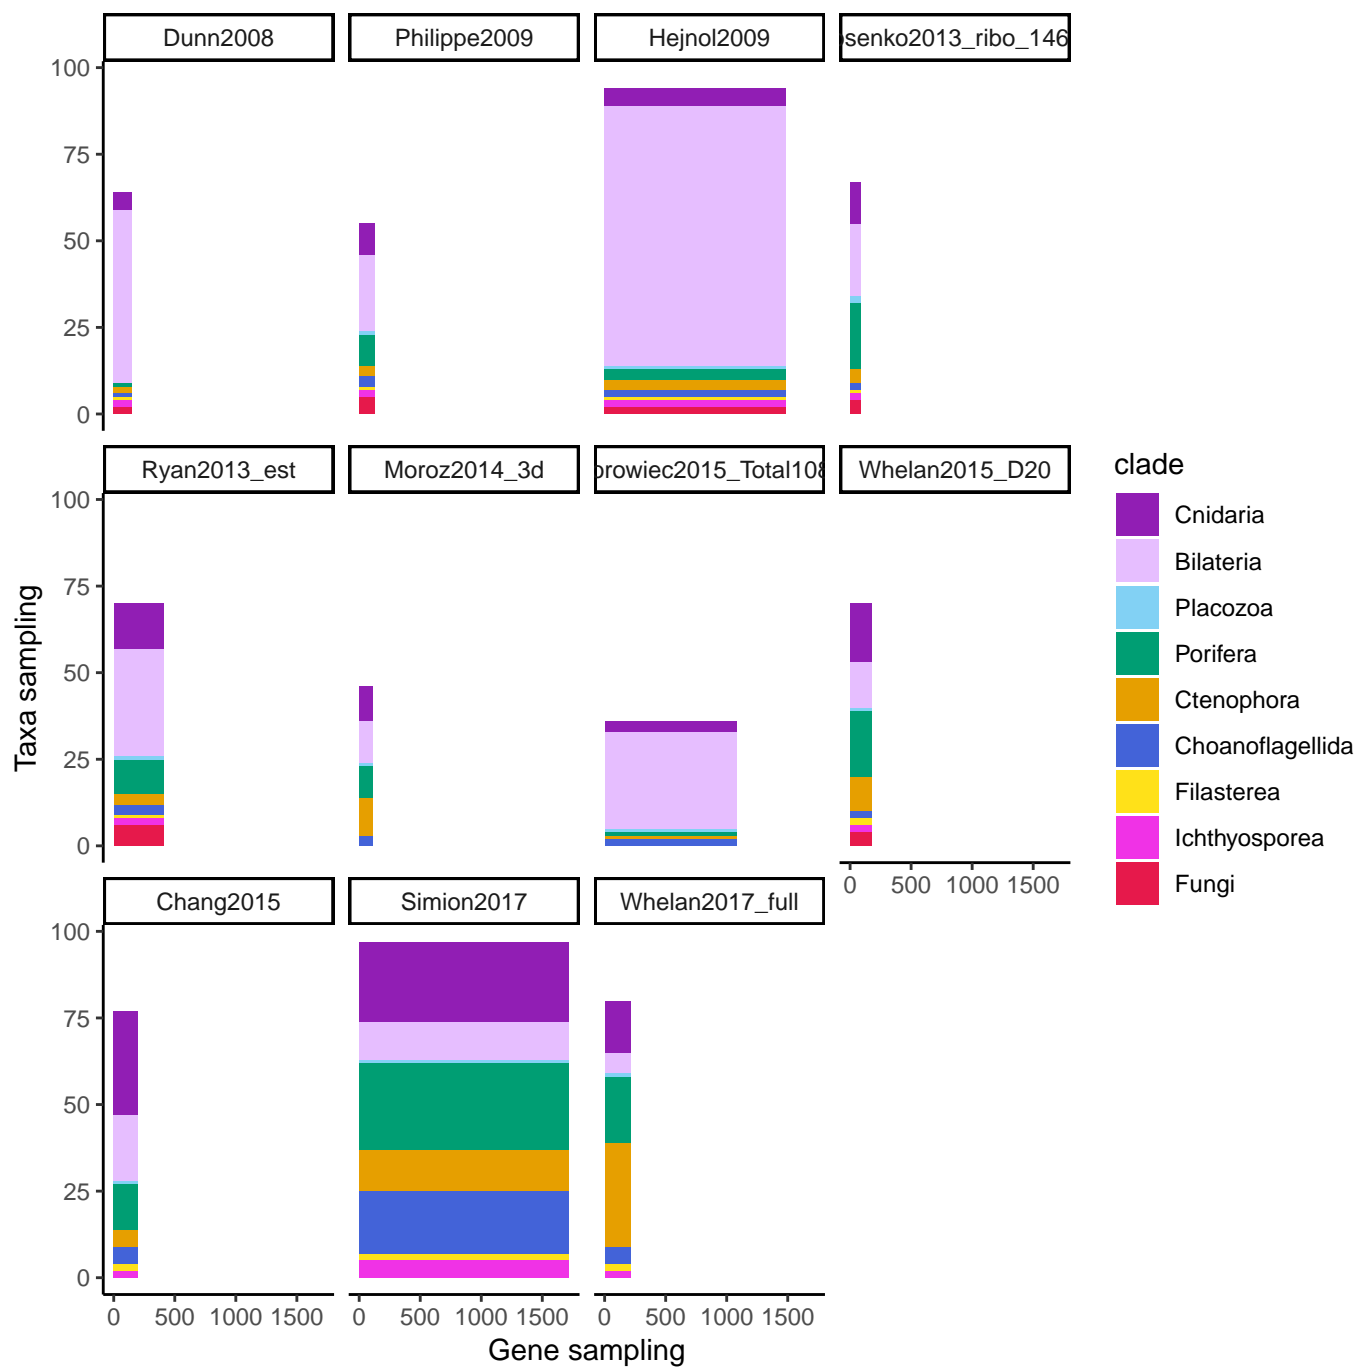 Dunn2008
Philippe2009
Hejnol2009
osenko2013_ribo_146
100
75
50
25
0
Ryan2013_est
Moroz2014_3d
orowiec2015_Total108
Whelan2015_D20
100
75
50
25
0
0 500 1000 1500
Chang2015
Simion2017
Whelan2017_full
100
75
50
25
0
0 500 1000 1500
0 500 1000 1500
0 500 1000 1500
Gene sampling
Taxa sampling
clade
Cnidaria
Bilateria
Placozoa
Porifera
Ctenophora
Choanoflagellida
Filasterea
Ichthyosporea
Fungi